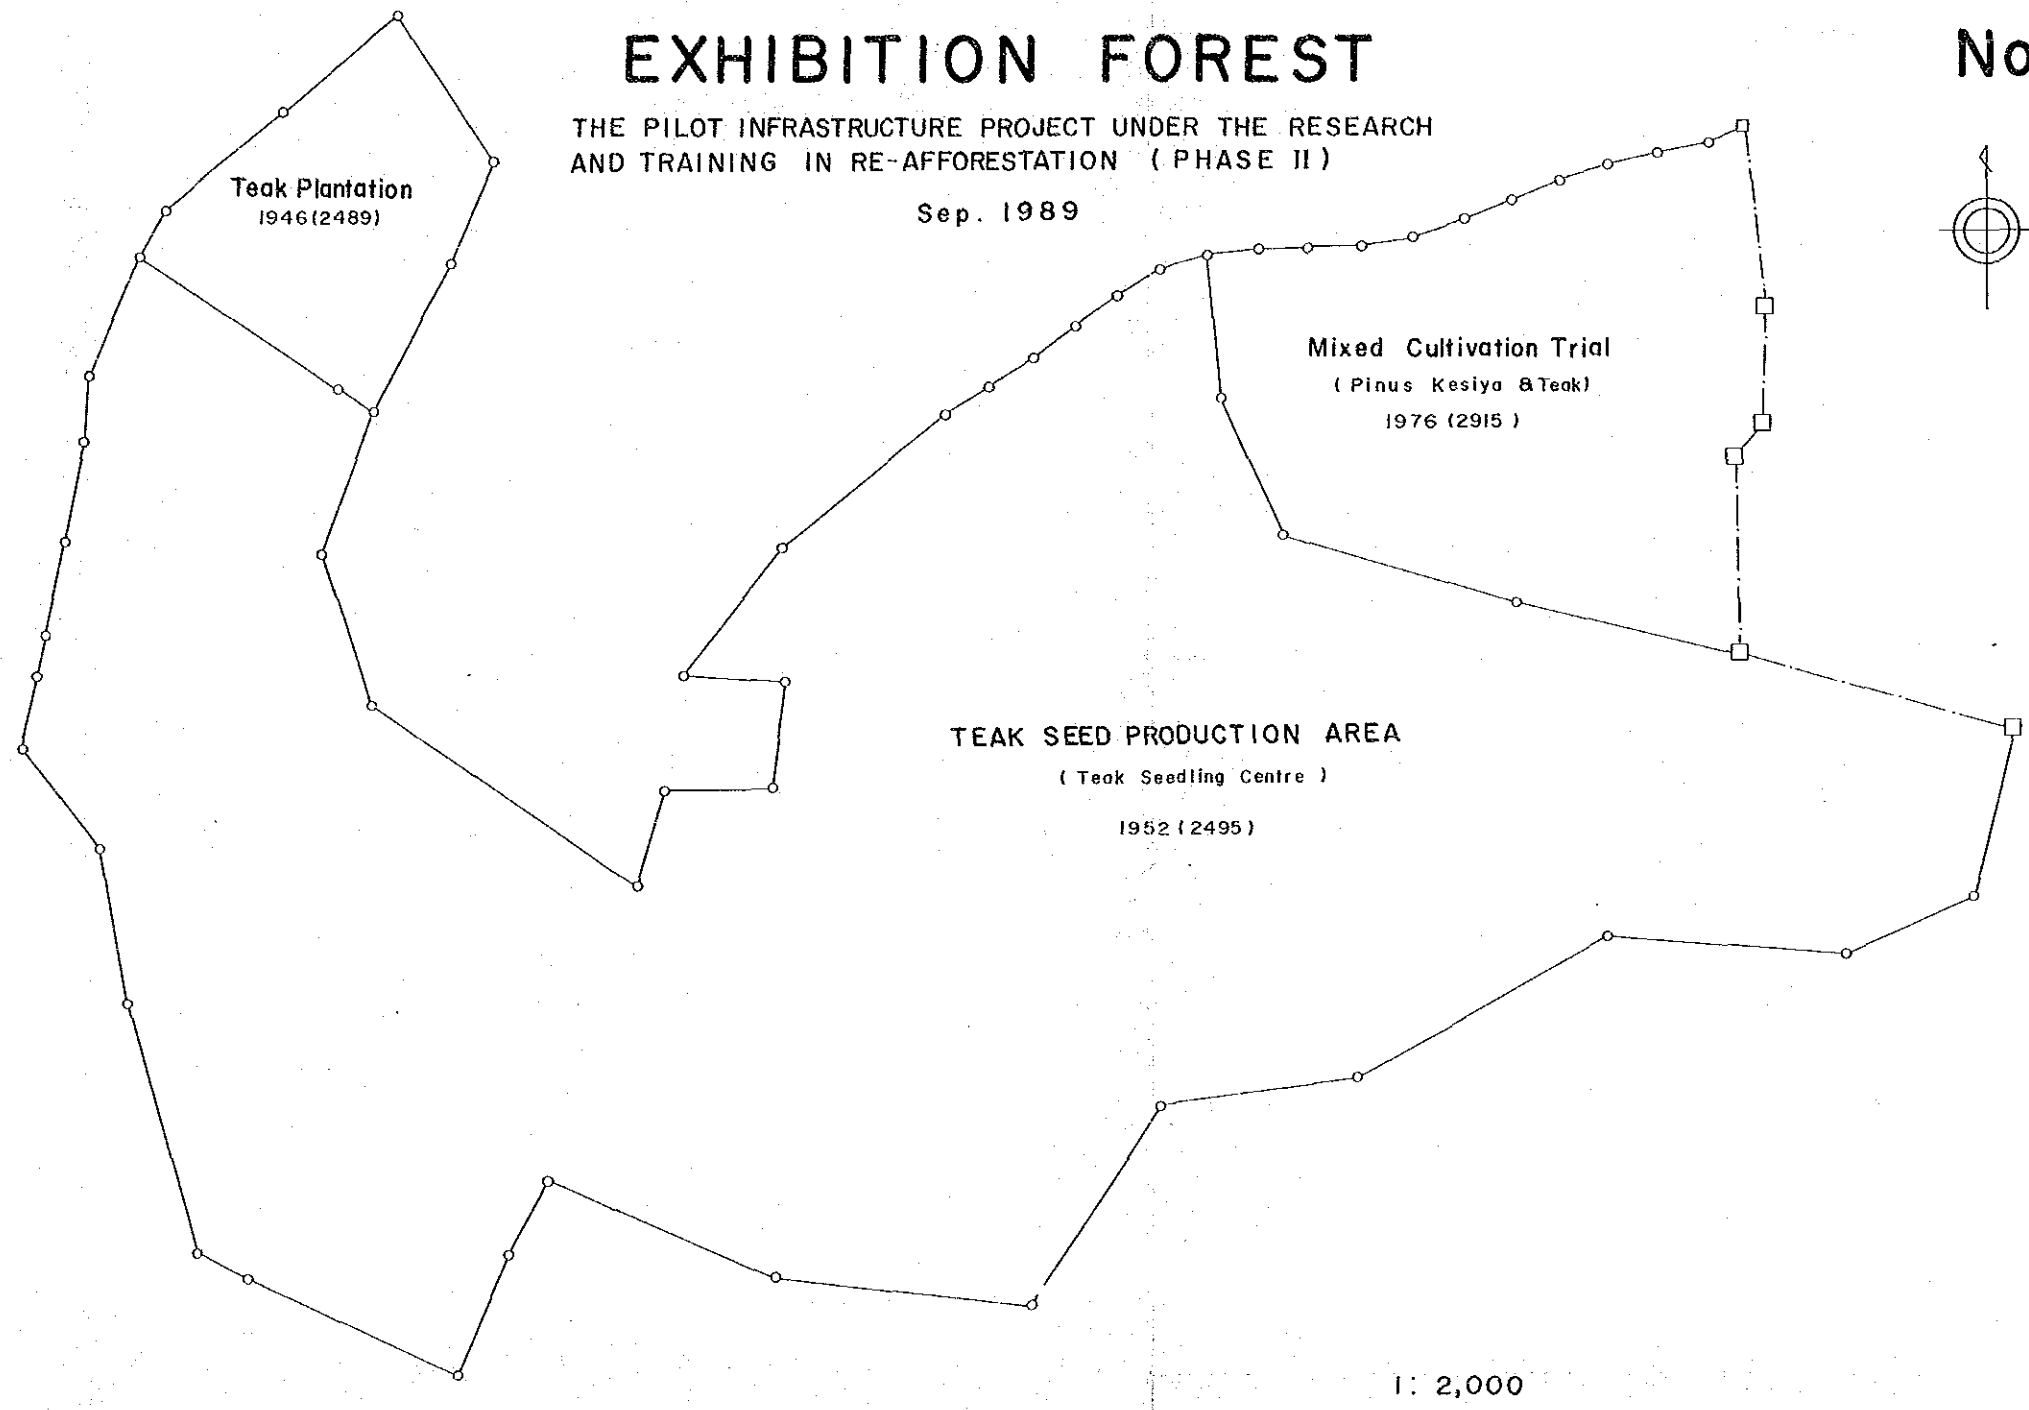 EXHIBITION FOREST
No
THE PILOT INFRASTRUCTURE PROJECT UNDER THE RESEARCH
AND TRAINING IN RE-AFFORESTATION (PHASE II)
Sep. 1989
Teak Plantation
1946(2489)
Mixed Cultivation Trial
(Pinus Kesiya & Teak)
1976 (2915)
TEAK SEED PRODUCTION AREA
(Teak Seedling Centre)
1952 (2495)
1: 2,000